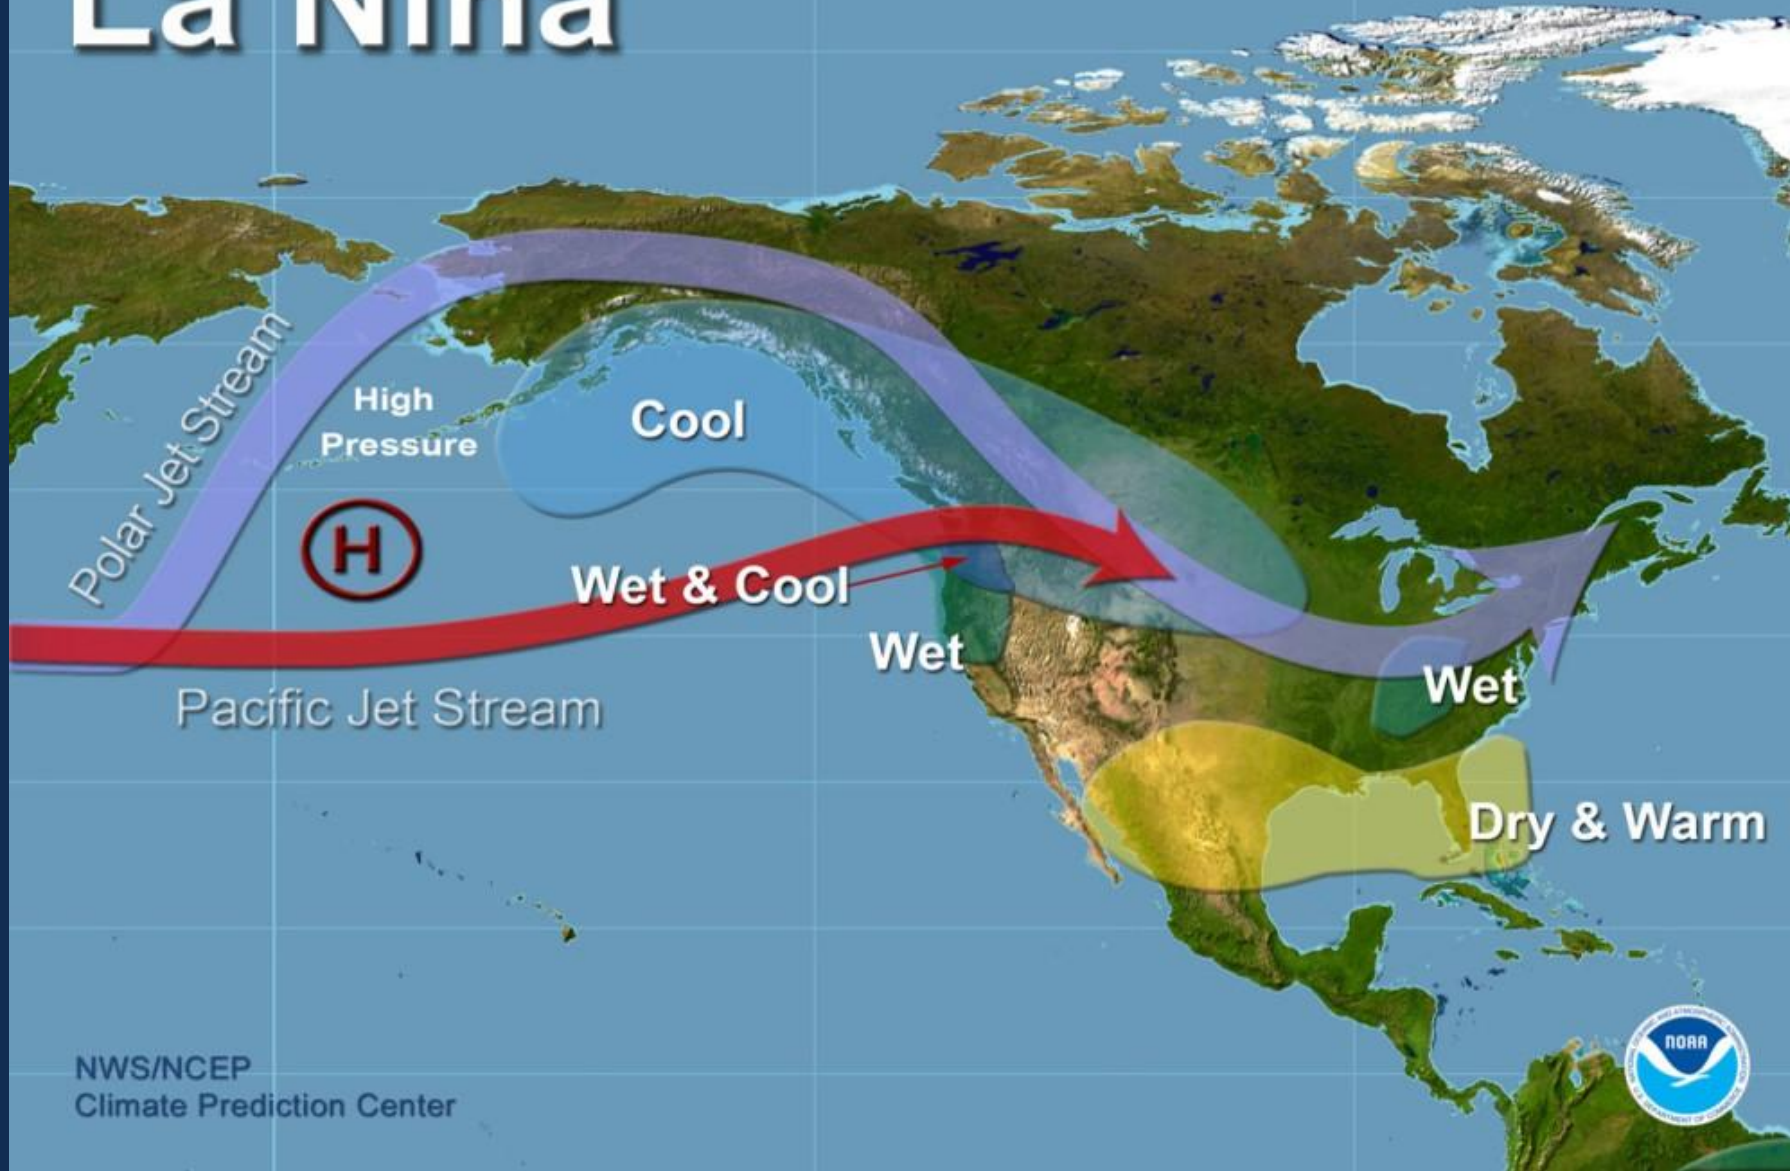 La Niña
Polar Jet Stream
High
Pressure
Cool
H
Wet & Cool
Wet
Wet
Pacific Jet Stream
Dry & Warm
NWS/NCEP
Climate Prediction Center
NOAA